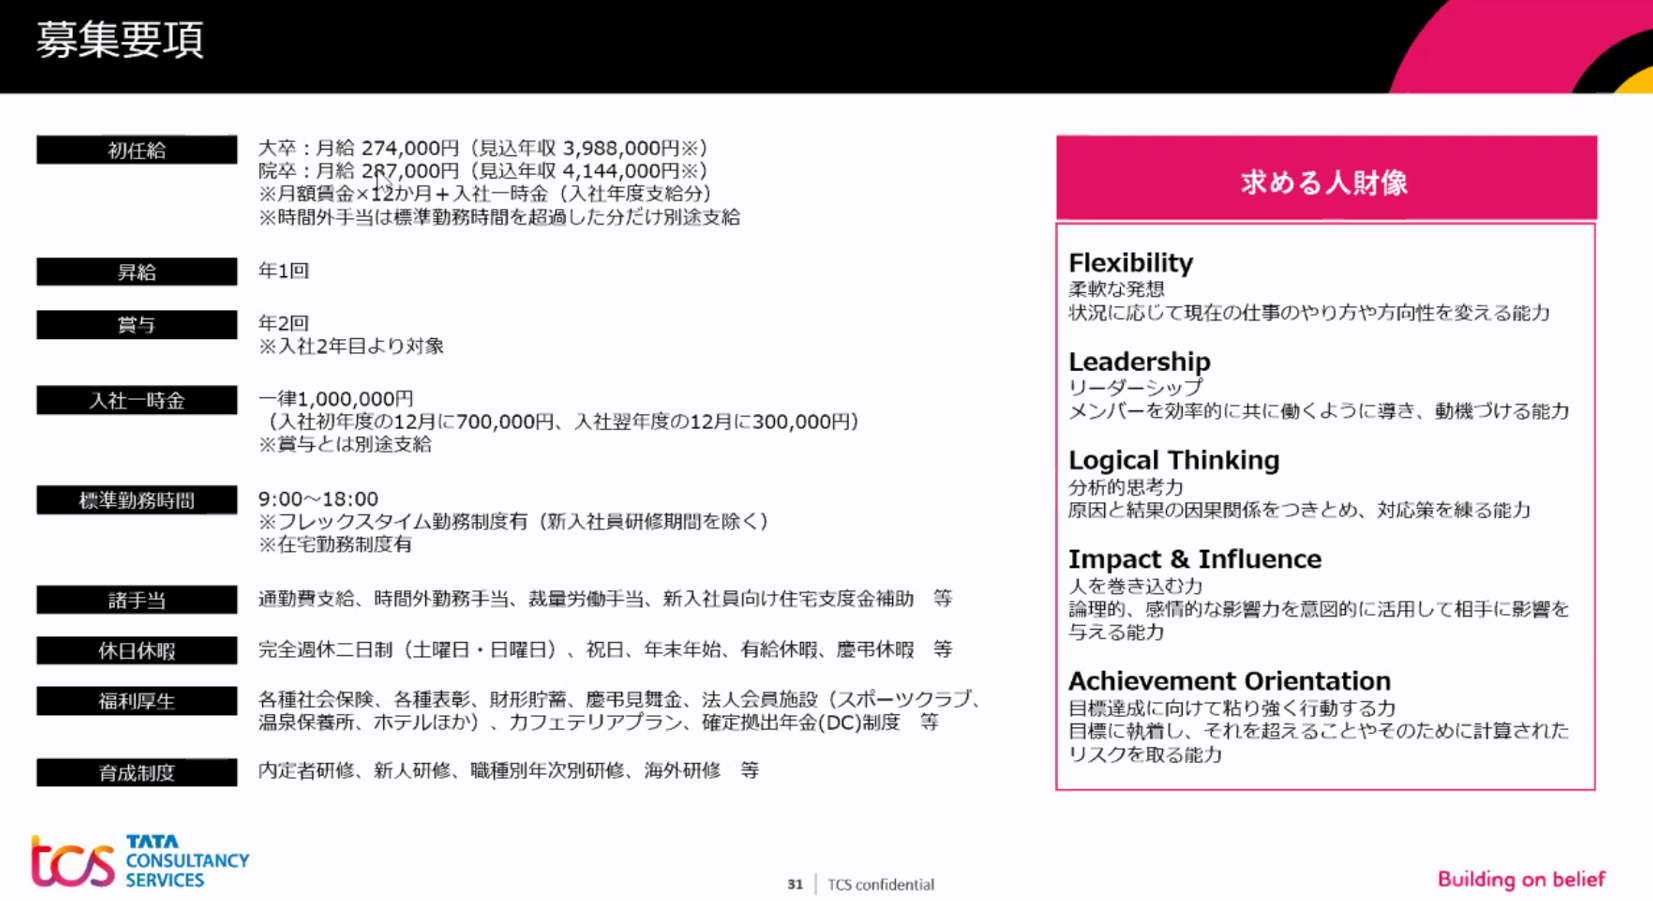 募集要項
初任給
大卒：月給 274,000円（見込年収 3,988,000円※）
院卒：月給 287,000円（見込年収 4,144,000円※）
※月額賃金×12か月＋入社一時金（入社年度支給分）
※時間外手当は標準勤務時間を超過した分だけ別途支給
昇給
年1回
賞与
年2回
※入社2年目より対象
入社一時金
一律1,000,000円
（入社初年度の12月に700,000円、入社翌年度の12月に300,000円）
※賞与とは別途支給
標準勤務時間
9:00～18:00
※フレックスタイム勤務制度有（新入社員研修期間を除く）
※在宅勤務制度有
諸手当
通勤費支給、時間外勤務手当、裁量労働手当、新入社員向け住宅支度金補助　等
休日休暇
完全週休二日制（土曜日・日曜日）、祝日、年末年始、有給休暇、慶弔休暇　等
福利厚生
各種社会保険、各種表彰、財形貯蓄、慶弔見舞金、法人会員施設（スポーツクラブ、
温泉保養所、ホテルほか）、カフェテリアプラン、確定拠出年金(DC)制度　等
育成制度
内定者研修、新人研修、職種別年次別研修、海外研修　等
求める人財像
Flexibility
柔軟な発想
状況に応じて現在の仕事のやり方や方向性を変える能力
Leadership
リーダーシップ
メンバーを効率的に共に働くように導き、動機づける能力
Logical Thinking
分析的思考力
原因と結果の因果関係をつきとめ、対応策を練る能力
Impact & Influence
人を巻き込む力
論理的、感情的な影響力を意図的に活用して相手に影響を
与える能力
Achievement Orientation
目標達成に向けて粘り強く行動する力
目標に執着し、それを超えることやそのために計算された
リスクを取る能力
tcs TATA
CONSULTANCY
SERVICES
31 | TCS confidential
Building on belief